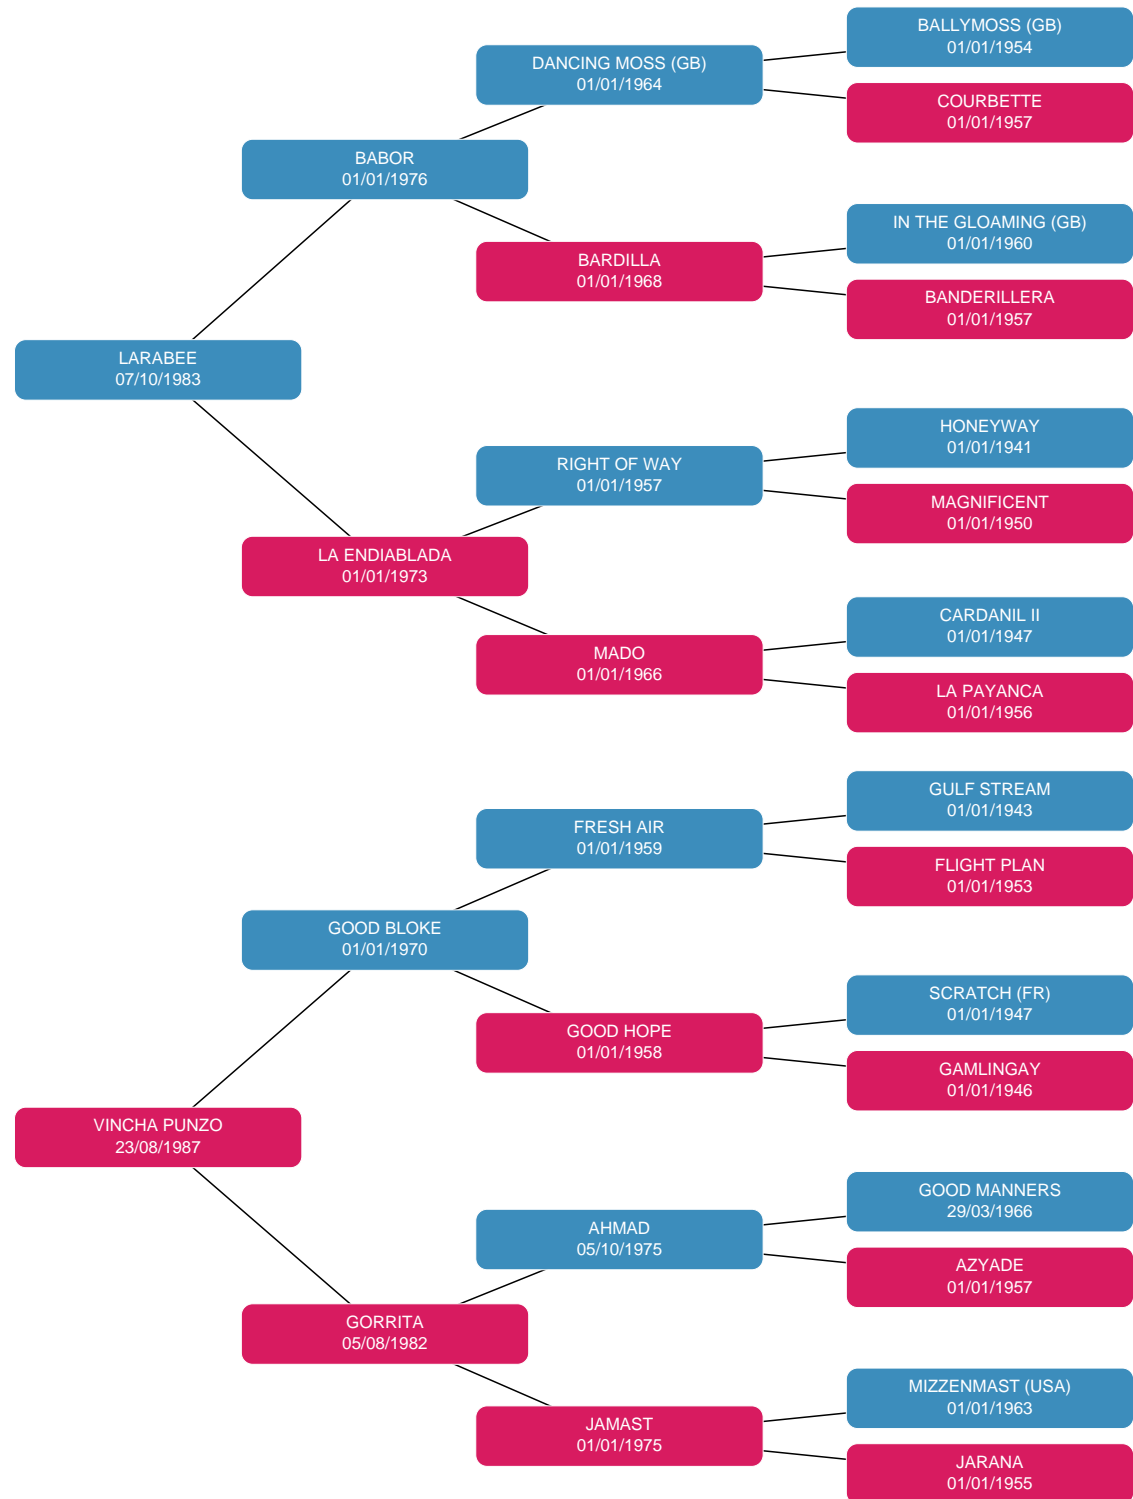 BALLYMOSS (GB)
01/01/1954
DANCING MOSS (GB)
01/01/1964
COURBETTE
01/01/1957
BABOR
01/01/1976
IN THE GLOAMING (GB)
01/01/1960
BARDILLA
01/01/1968
BANDERILLERA
01/01/1957
LARABEE
07/10/1983
HONEYWAY
01/01/1941
RIGHT OF WAY
01/01/1957
MAGNIFICENT
01/01/1950
LA ENDIABLADA
01/01/1973
CARDANIL II
01/01/1947
MADO
01/01/1966
LA PAYANCA
01/01/1956
GULF STREAM
01/01/1943
FRESH AIR
01/01/1959
FLIGHT PLAN
01/01/1953
GOOD BLOKE
01/01/1970
SCRATCH (FR)
01/01/1947
GOOD HOPE
01/01/1958
GAMLINGAY
01/01/1946
VINCHA PUNZO
23/08/1987
GOOD MANNERS
29/03/1966
AHMAD
05/10/1975
AZYADE
01/01/1957
GORRITA
05/08/1982
MIZZENMAST (USA)
01/01/1963
JAMAST
01/01/1975
JARANA
01/01/1955